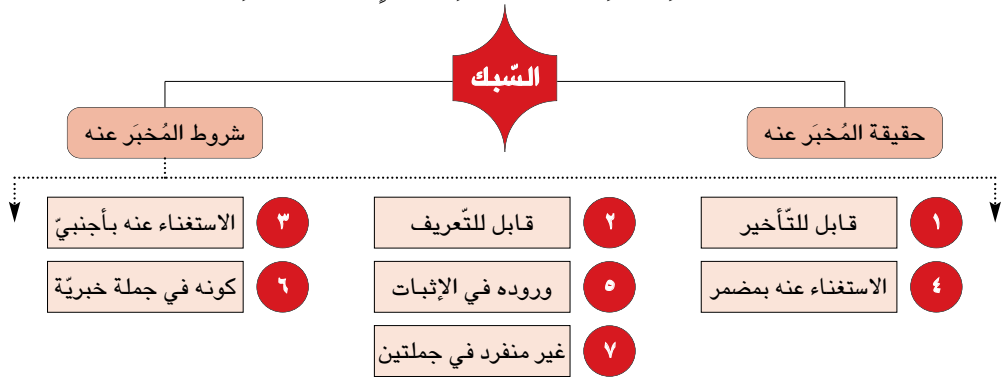 السّبك
حقيقة المُخبَر عنه
شروط المُخبَر عنه
١ قابل للتّأخير
٢ قابل للتّعريف
٣ الاستغناء عنه بأجنبيّ
٤ الاستغناء عنه بمضمر
٥ وروده في الإثبات
٦ كونه في جملة خبريّة
٧ غير منفرد في جملتين